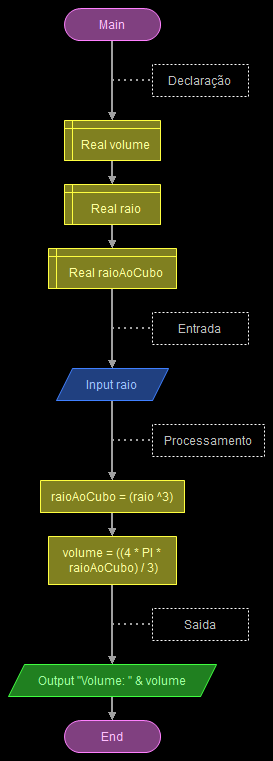 Main
Declaração
Real volume
Real raio
Real raioAoCubo
Entrada
Input raio
Processamento
raioAoCubo = (raio ^3)
volume = ((4 * PI *
raioAoCubo) / 3)
Saida
Output "Volume: " & volume
End